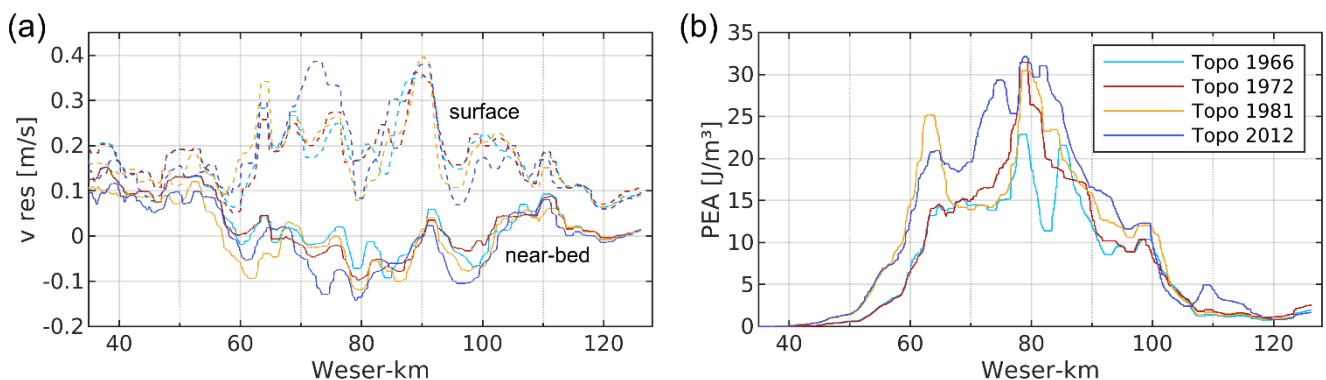 (a)
v res [m/s]
0.4
0.3
0.2
0.1
0
-0.1
-0.2
surface
near-bed
40 60 80 100 120
Weser-km
(b)
PEA [J/m³]
35
30
25
20
15
10
5
0
Topo 1966
Topo 1972
Topo 1981
Topo 2012
40 60 80 100 120
Weser-km